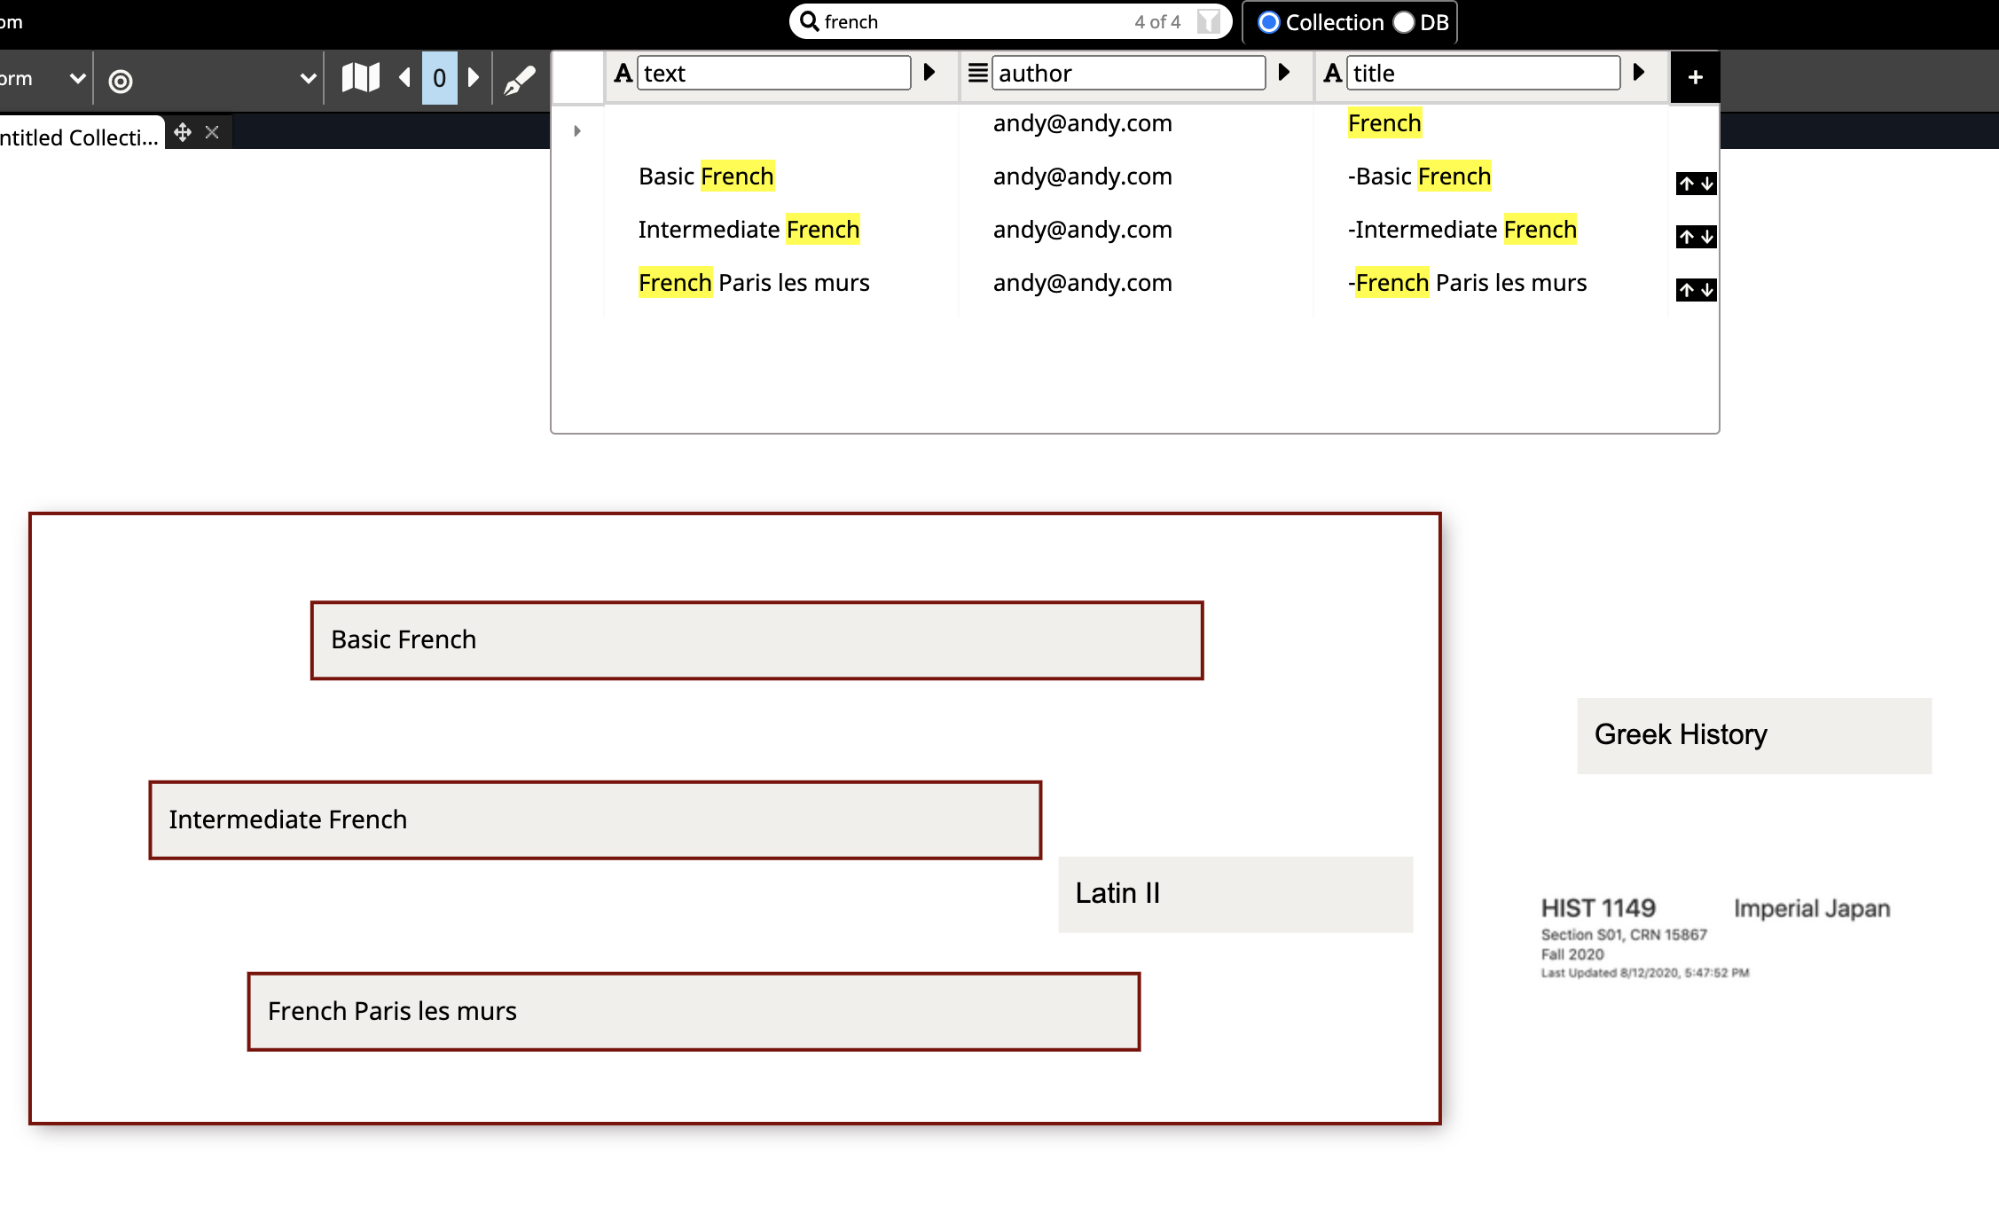 om
french 4 of 4 Collection DB
orm 0 text author title +
ntitled Collecti...
andy@andy.com French
Basic French andy@andy.com -Basic French
Intermediate French andy@andy.com -Intermediate French
French Paris les murs andy@andy.com -French Paris les murs
Basic French
Greek History
Intermediate French
Latin II
HIST 1149 Imperial Japan
Section S01, CRN 15867
Fall 2020
Last Updated 8/12/2020, 5:47:52 PM
French Paris les murs